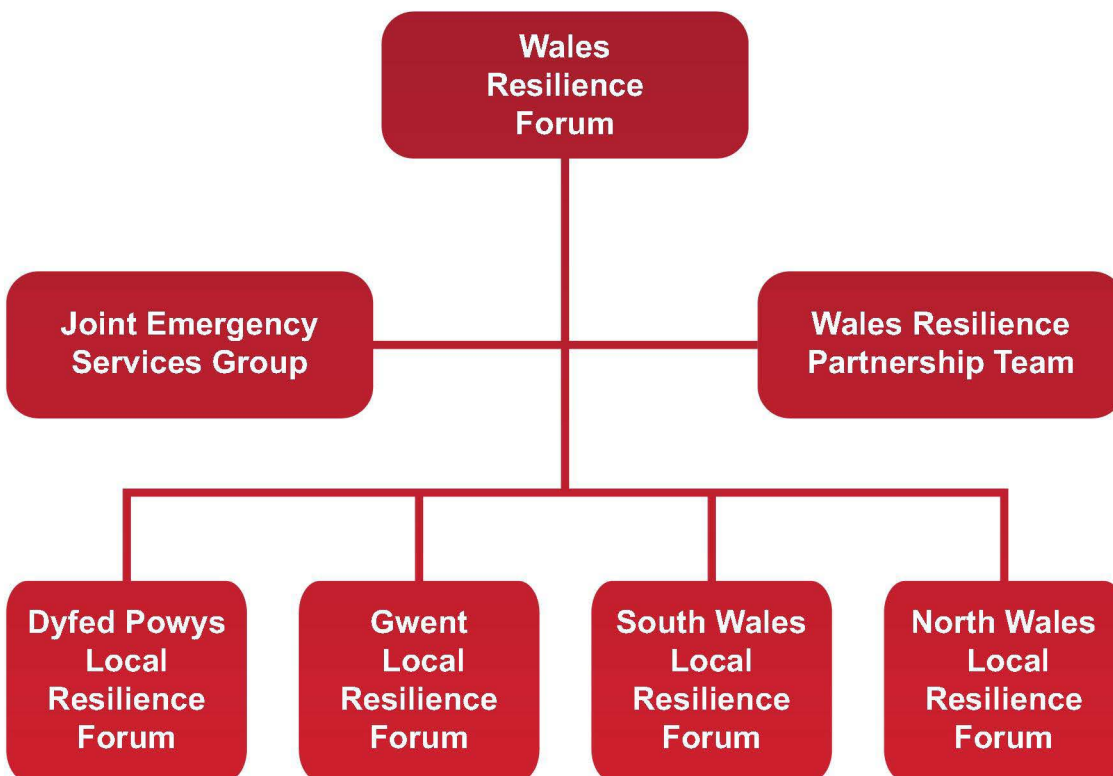 Wales
Resilience
Forum
Joint Emergency
Services Group
Wales Resilience
Partnership Team
Dyfed Powys
Local
Resilience
Forum
Gwent
Local
Resilience
Forum
South Wales
Local
Resilience
Forum
North Wales
Local
Resilience
Forum